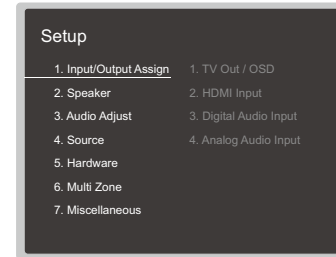 Setup
1. Input/Output Assign
2. Speaker
3. Audio Adjust
4. Source
5. Hardware
6. Multi Zone
7. Miscellaneous
1. TV Out / OSD
2. HDMI Input
3. Digital Audio Input
4. Analog Audio Input